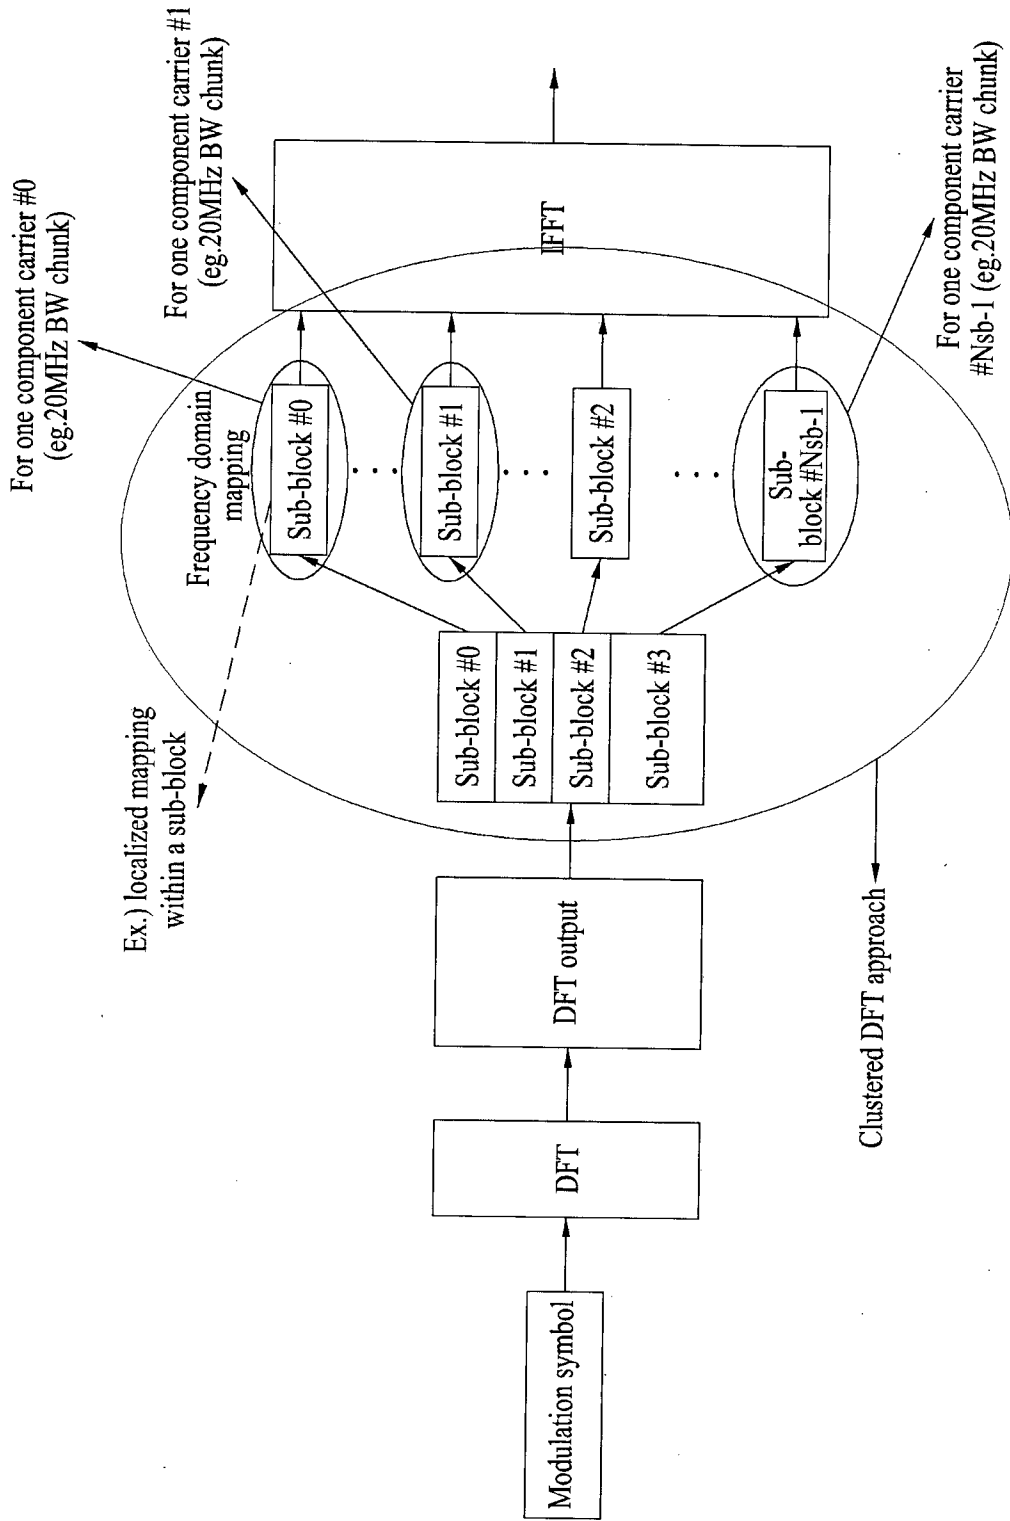 For one component carrier #0
(eg.20MHz BW chunk)
For one component carrier #1
(eg.20MHz BW chunk)
Ex.) localized mapping
within a sub-block
Frequency domain
mapping
Modulation symbol
DFT
DFT output
Sub-block #0
Sub-block #1
Sub-block #2
Sub-block #3
Sub-block #0
. . .
Sub-block #1
. . .
Sub-block #2
. . .
Sub-
block #Nsb-1
IFFT
Clustered DFT approach
For one component carrier
#Nsb-1 (eg.20MHz BW chunk)